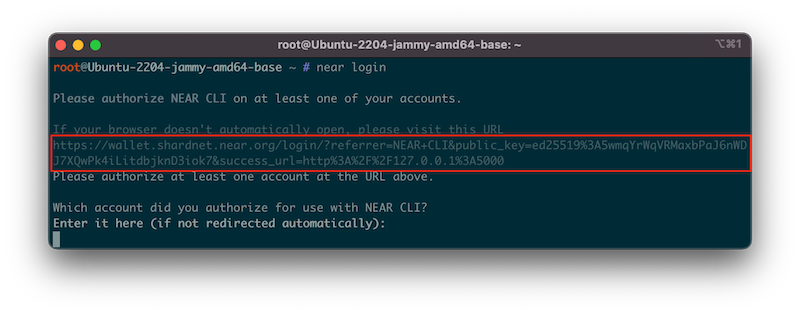 root@Ubuntu-2204-jammy-amd64-base: ~
⌥⌘1
root@Ubuntu-2204-jammy-amd64-base ~ # near login
Please authorize NEAR CLI on at least one of your accounts.
If your browser doesn't automatically open, please visit this URL
https://wallet.shardnet.near.org/login/?referrer=NEAR+CLI&public_key=ed25519%3A5wmqYrWqVRMaxbPaJ6nWD
J7XQwPk4iLitdbjknD3iok7&success_url=http%3A%2F%2F127.0.0.1%3A5000
Please authorize at least one account at the URL above.
Which account did you authorize for use with NEAR CLI?
Enter it here (if not redirected automatically):